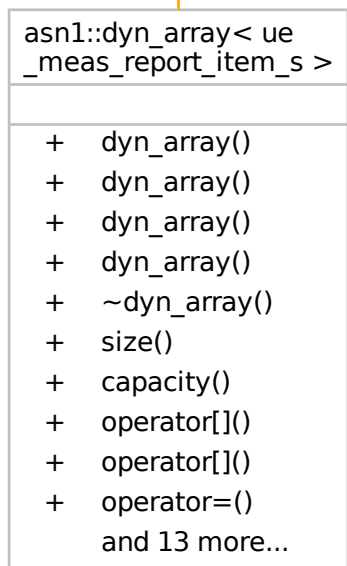 asn1::dyn_array< ue
_meas_report_item_s >
+ dyn_array()
+ dyn_array()
+ dyn_array()
+ dyn_array()
+ ~dyn_array()
+ size()
+ capacity()
+ operator[]()
+ operator[]()
+ operator=()
and 13 more...